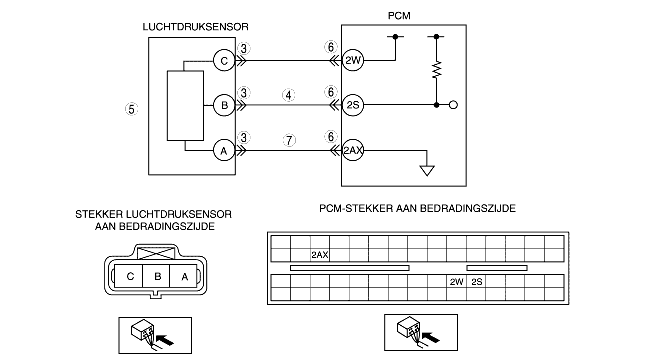 PCM
LUCHTDRUKSENSOR
C 3 6 2W
5 B 3 4 6 2S
A 3 7 6 2AX
STEKKER LUCHTDRUKSENSOR
AAN BEDRADINGSZIJDE
PCM-STEKKER AAN BEDRADINGSZIJDE
2AX
C B A
2W 2S